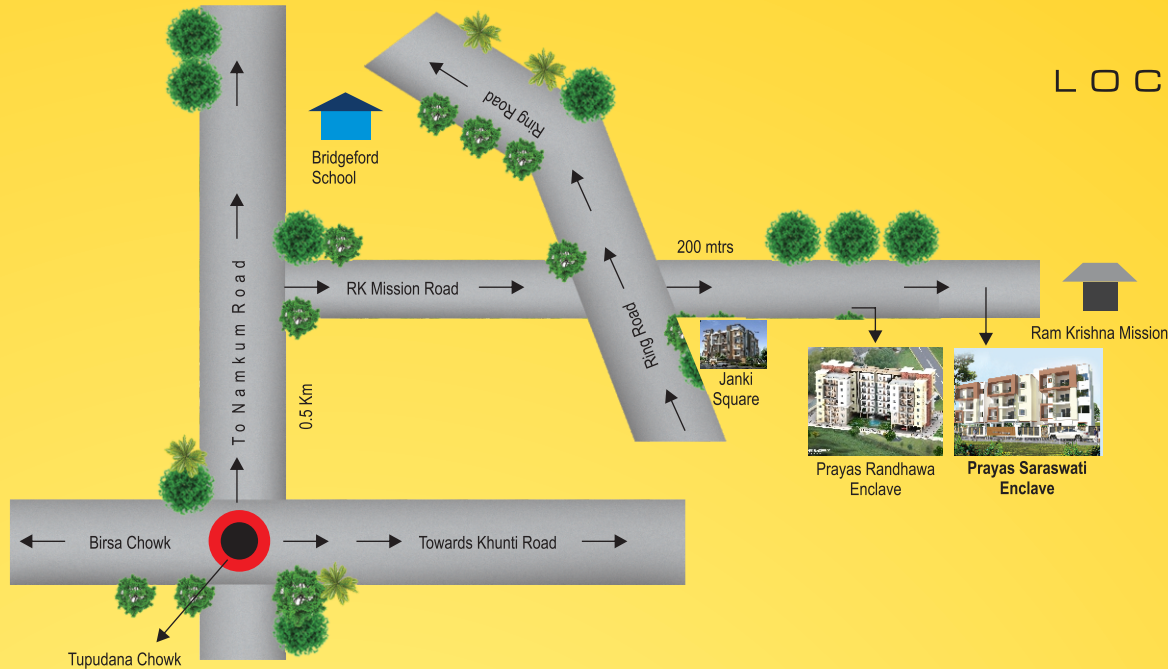 LOC
Bridgeford
School
Ring Road
200 mtrs
RK Mission Road
To Namkum Road
Ring Road
Ram Krishna Mission
Janki
Square
0.5 Km
Prayas Randhawa
Enclave
Prayas Saraswati
Enclave
Birsa Chowk
Towards Khunti Road
Tupudana Chowk